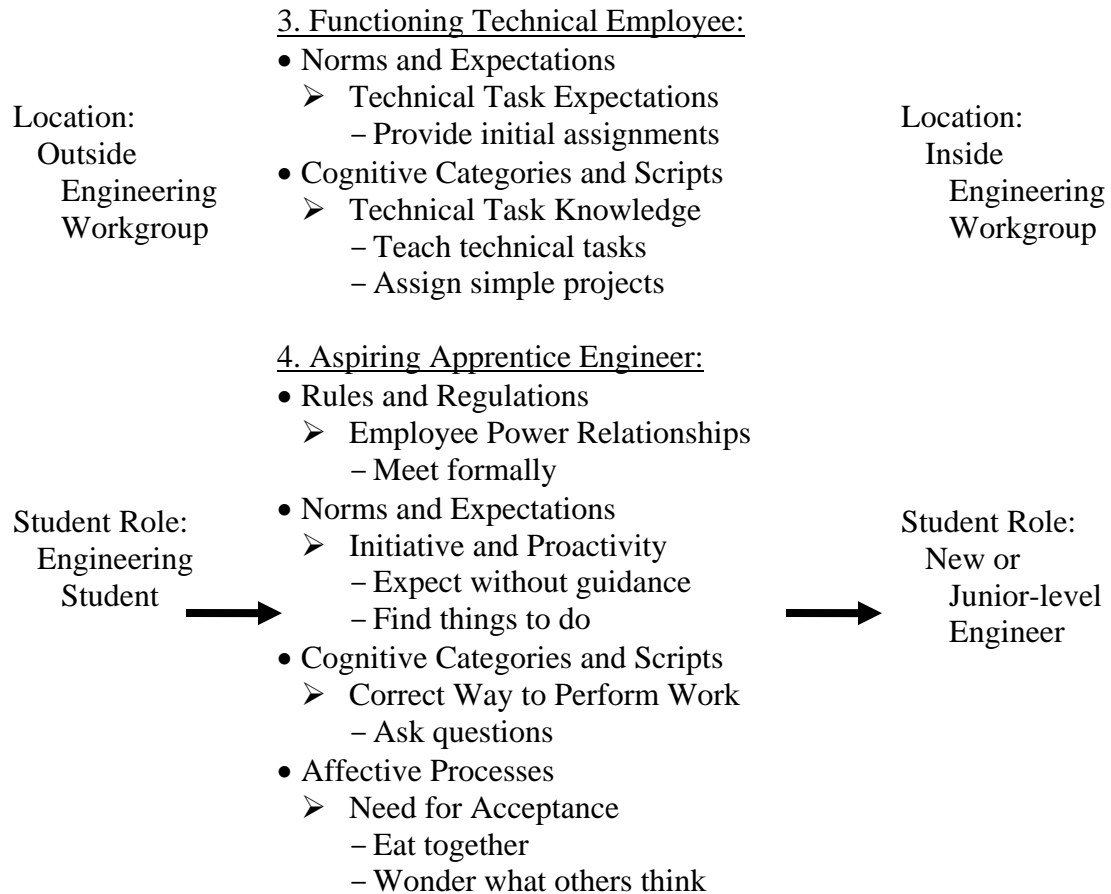 3. Functioning Technical Employee:
• Norms and Expectations
➢ Technical Task Expectations
– Provide initial assignments
• Cognitive Categories and Scripts
➢ Technical Task Knowledge
– Teach technical tasks
– Assign simple projects
Location:
Outside
Engineering
Workgroup
Location:
Inside
Engineering
Workgroup
4. Aspiring Apprentice Engineer:
• Rules and Regulations
➢ Employee Power Relationships
– Meet formally
• Norms and Expectations
➢ Initiative and Proactivity
– Expect without guidance
– Find things to do
• Cognitive Categories and Scripts
➢ Correct Way to Perform Work
– Ask questions
• Affective Processes
➢ Need for Acceptance
– Eat together
– Wonder what others think
Student Role:
Engineering
Student
Student Role:
New or
Junior-level
Engineer